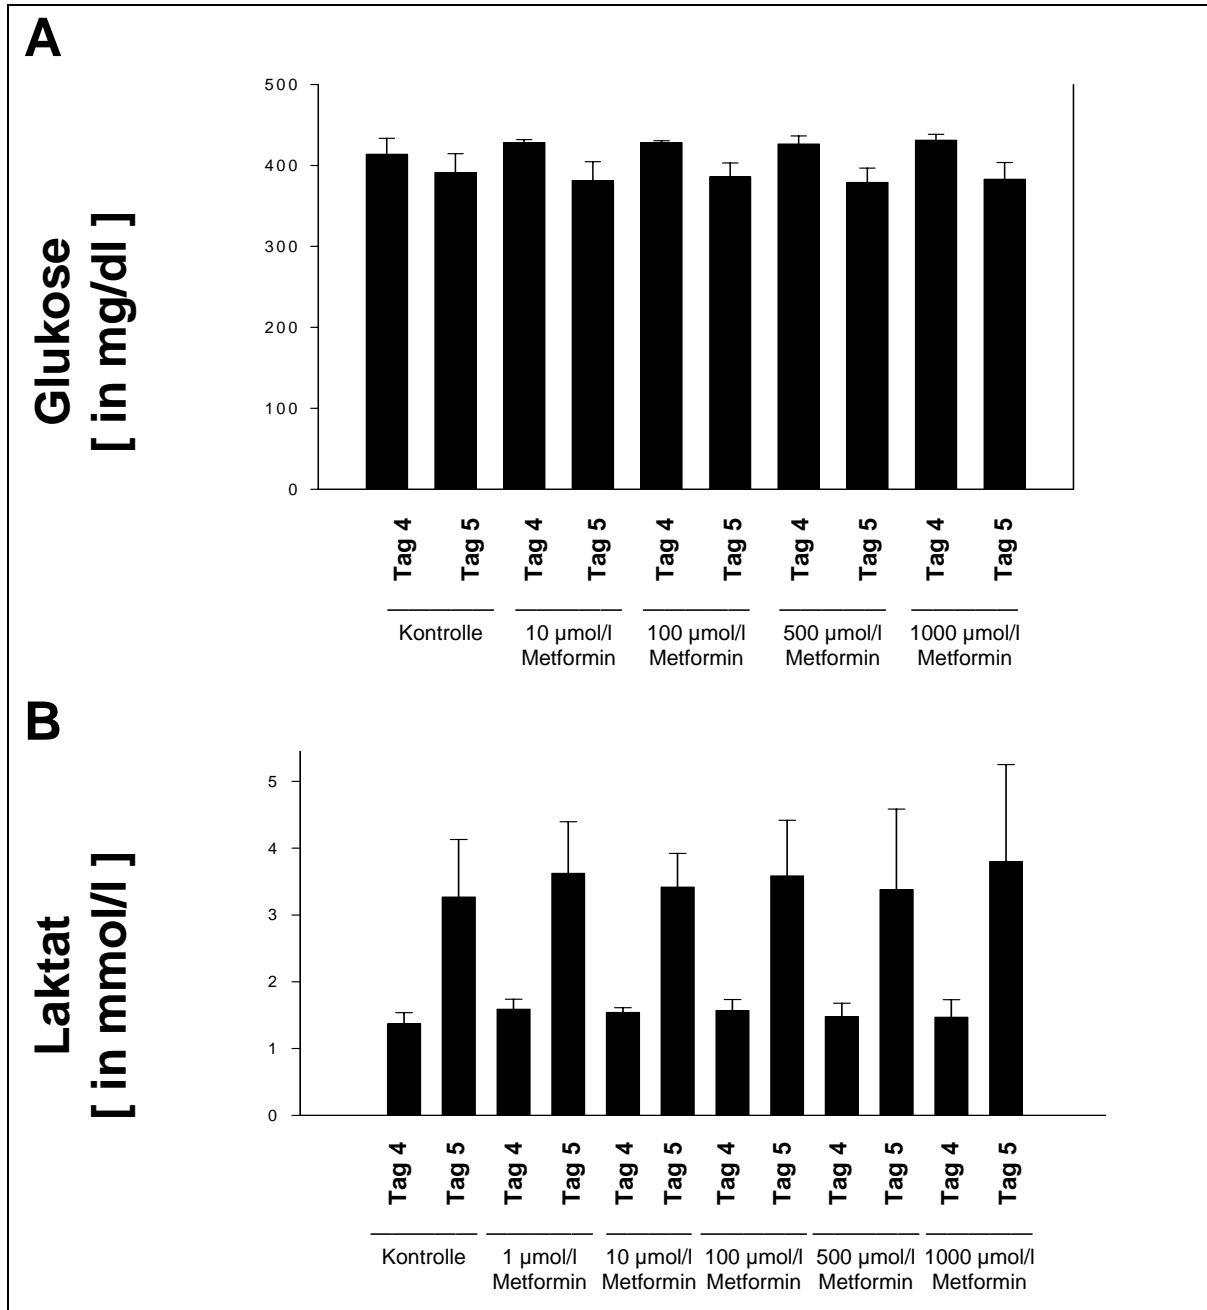 A
500
400
300
200
100
0
Glukose
[ in mg/dl ]
Tag 4 Tag 5 Tag 4 Tag 5 Tag 4 Tag 5 Tag 4 Tag 5 Tag 4 Tag 5
Kontrolle 10 µmol/l 100 µmol/l 500 µmol/l 1000 µmol/l
Metformin Metformin Metformin Metformin
B
5
4
3
2
1
0
Laktat
[ in mmol/l ]
Tag 4 Tag 5 Tag 4 Tag 5 Tag 4 Tag 5 Tag 4 Tag 5 Tag 4 Tag 5 Tag 4 Tag 5
Kontrolle 1 µmol/l 10 µmol/l 100 µmol/l 500 µmol/l 1000 µmol/l
Metformin Metformin Metformin Metformin Metformin